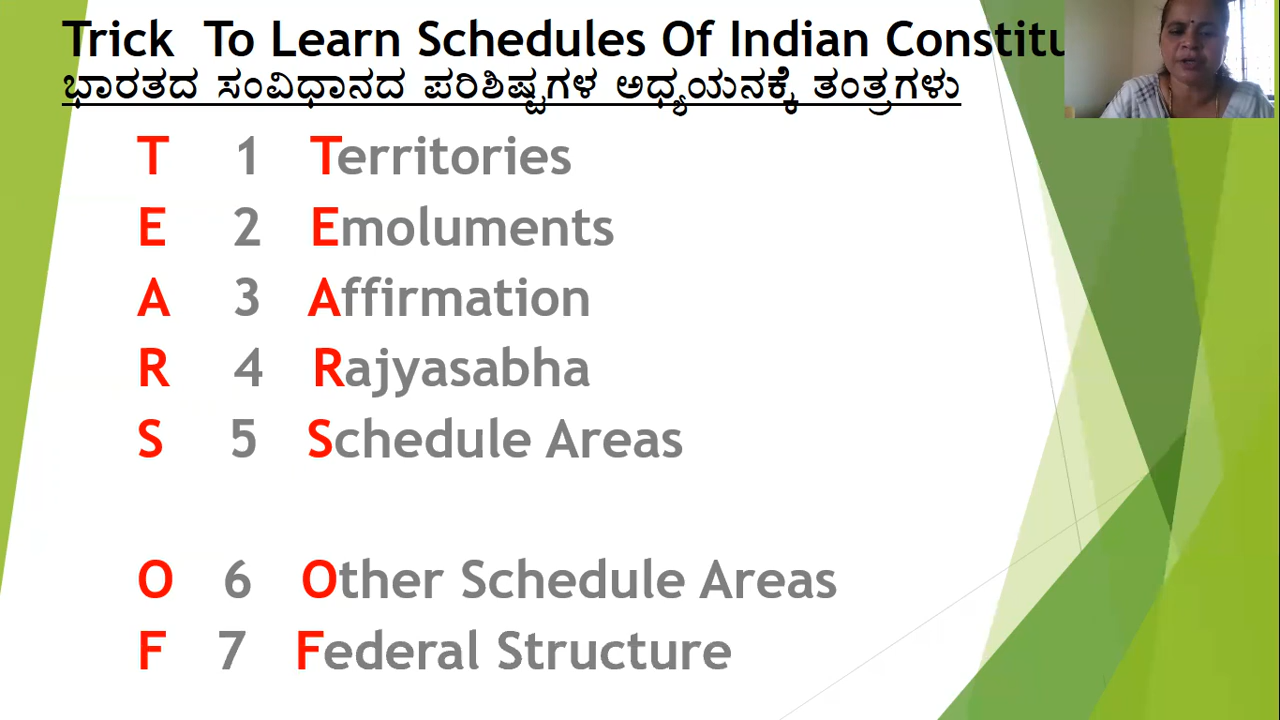 Trick To Learn Schedules Of Indian Constitu
ಭಾರತದ ಸಂವಿಧಾನದ ಪರಿಶಿಷ್ಟಗಳ ಅಧ್ಯಯನಕ್ಕೆ ತಂತ್ರಗಳು
T 1 Territories
E 2 Emoluments
A 3 Affirmation
R 4 Rajyasabha
S 5 Schedule Areas
O 6 Other Schedule Areas
F 7 Federal Structure